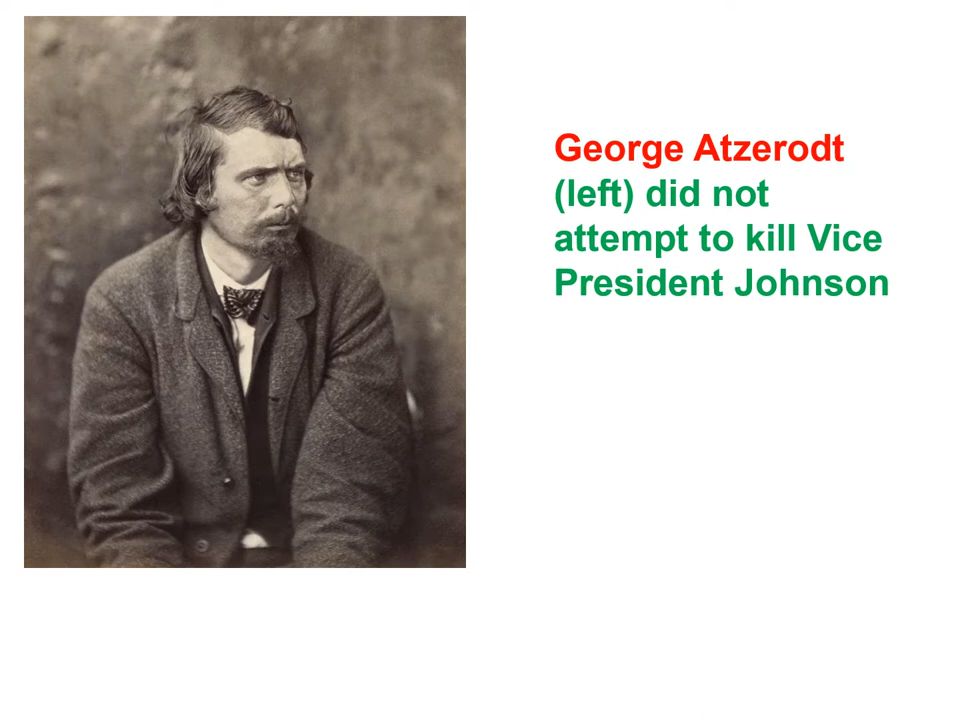 George Atzerodt
(left) did not
attempt to kill Vice
President Johnson